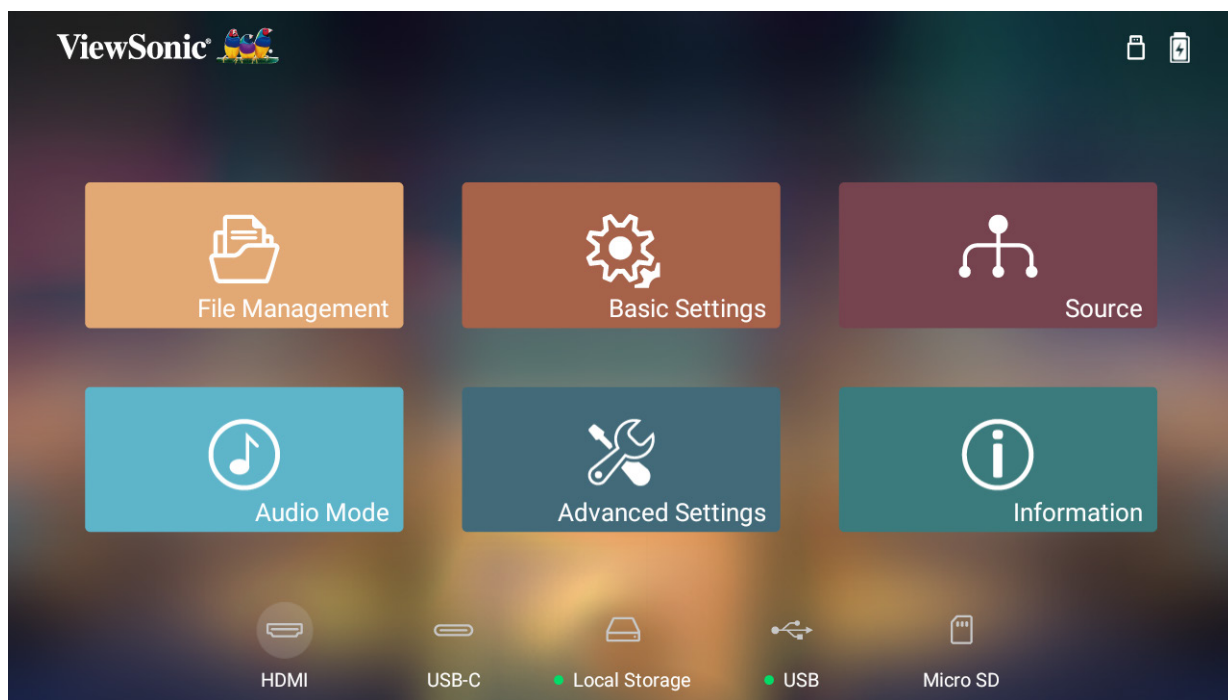 ViewSonic®
File Management
Basic Settings
Source
Audio Mode
Advanced Settings
Information
HDMI
USB-C
Local Storage
USB
Micro SD